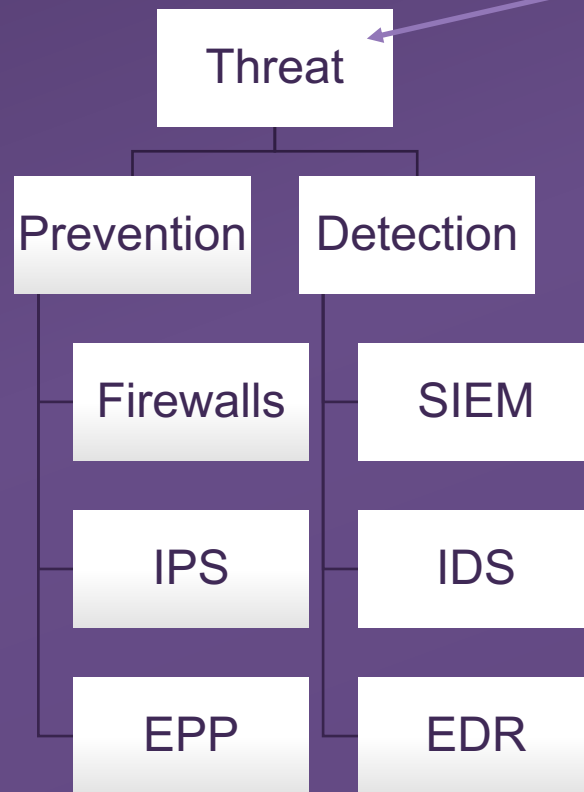 Threat
Prevention
Detection
Firewalls
SIEM
IPS
IDS
EPP
EDR